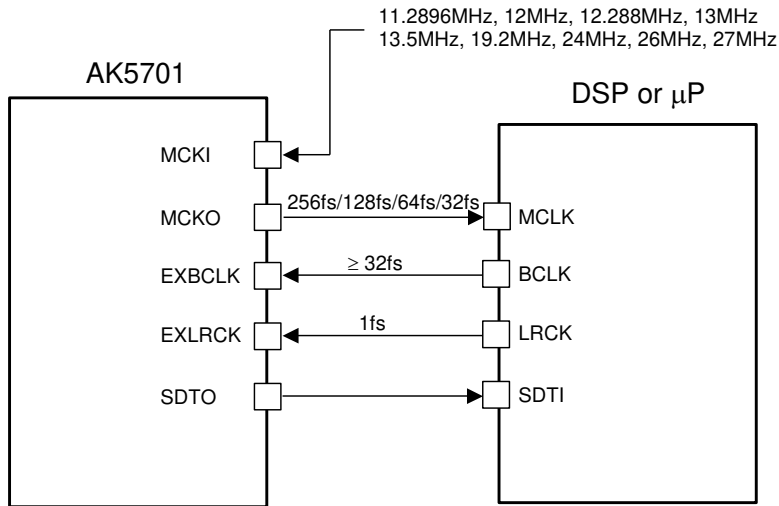 11.2896MHz, 12MHz, 12.288MHz, 13MHz
13.5MHz, 19.2MHz, 24MHz, 26MHz, 27MHz
AK5701
DSP or μP
MCKI
MCKO
256fs/128fs/64fs/32fs
MCLK
EXBCLK
≥ 32fs
BCLK
EXLRCK
1fs
LRCK
SDTO
SDTI